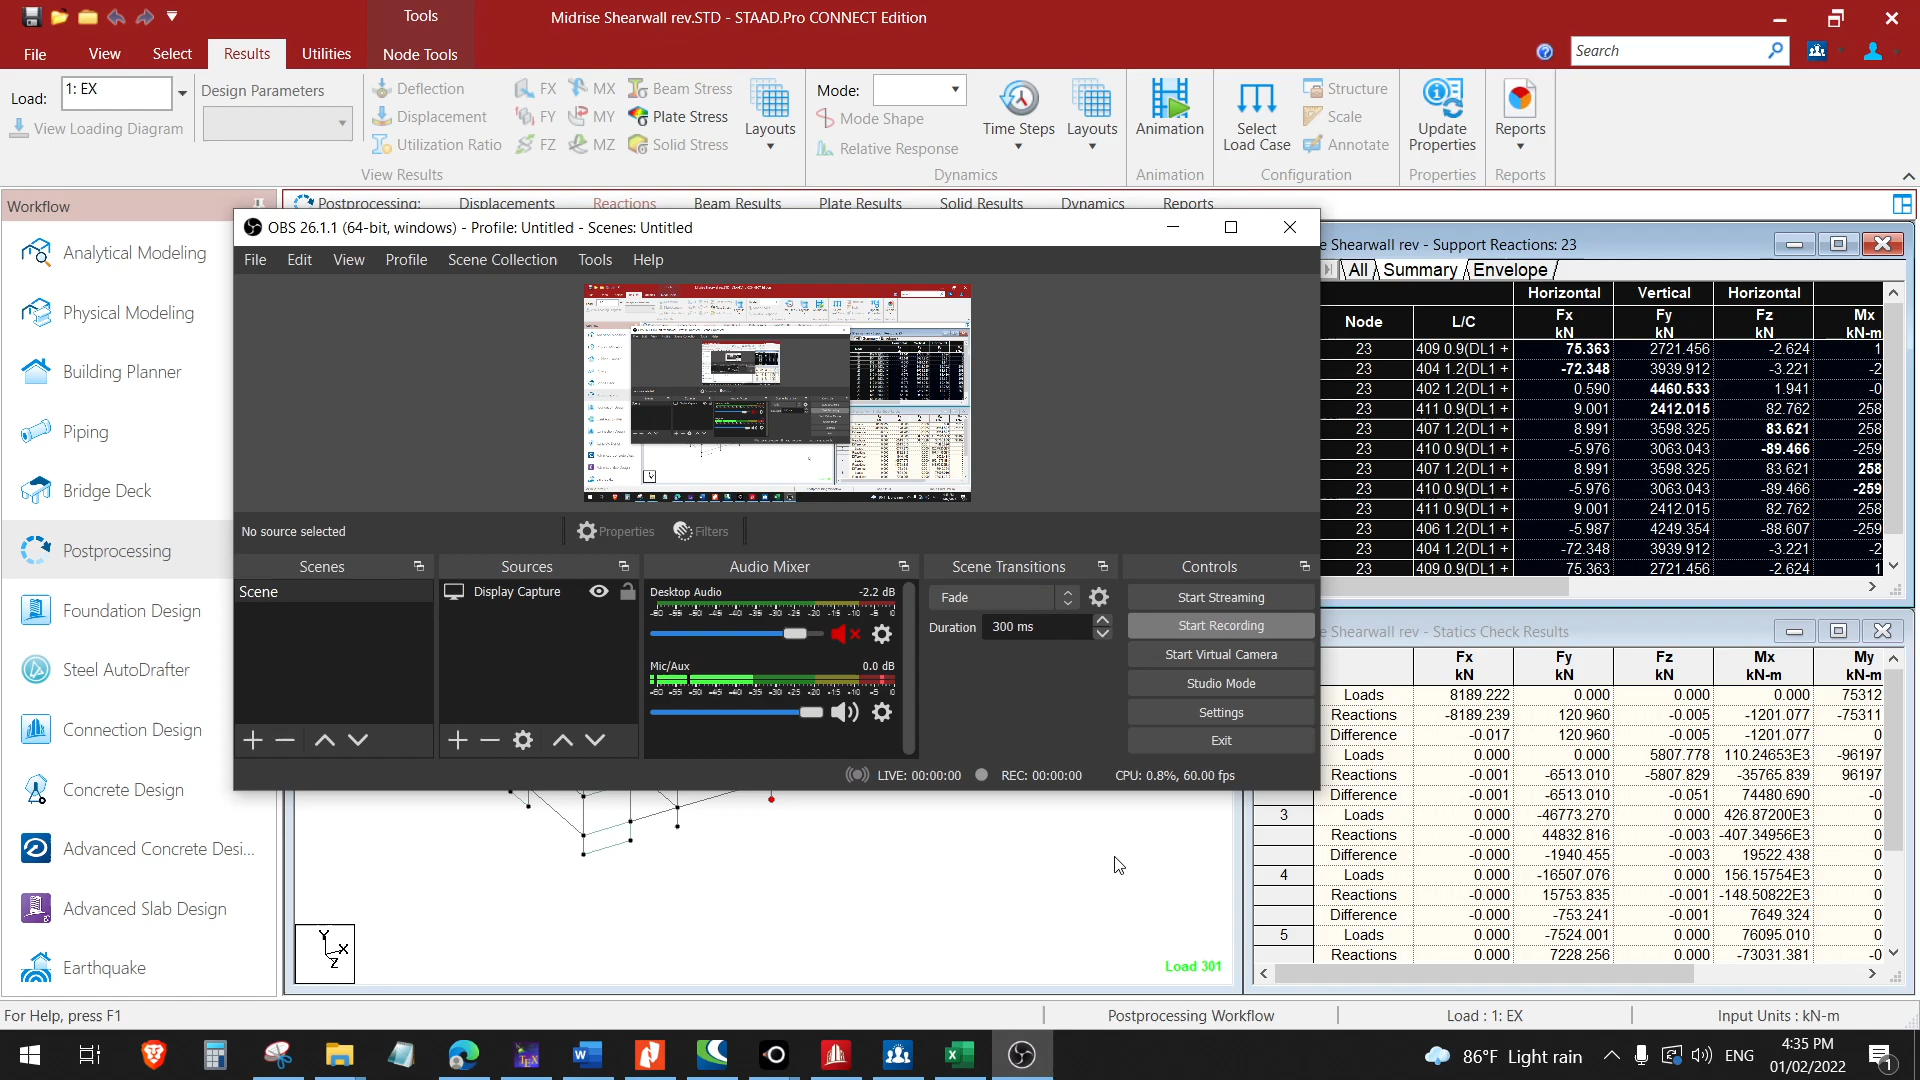 Tools
Midrise Shearwall rev.STD - STAAD.Pro CONNECT Edition
File View Select Results Utilities Node Tools
Search
Load: 1: EX
View Loading Diagram
Design Parameters
Deflection FX MX Beam Stress
Displacement FY MY Plate Stress
Utilization Ratio FZ MZ Solid Stress
Layouts
View Results
Mode:
Mode Shape
Relative Response
Time Steps
Layouts
Dynamics
Animation
Animation
Select Load Case
Structure
Scale
Annotate
Configuration
Update Properties
Properties
Reports
Reports
Workflow
Postprocessing: Displacements Reactions Beam Results Plate Results Solid Results Dynamics Reports
Analytical Modeling
Physical Modeling
Building Planner
Piping
Bridge Deck
Postprocessing
Foundation Design
Steel AutoDrafter
Connection Design
Concrete Design
Advanced Concrete Desi...
Advanced Slab Design
Earthquake
OBS 26.1.1 (64-bit, windows) - Profile: Untitled - Scenes: Untitled
File Edit View Profile Scene Collection Tools Help
No source selected
Properties Filters
Scenes
Scene
Sources
Display Capture
Audio Mixer
Desktop Audio -2.2 dB
-60 -55 -50 -45 -40 -35 -30 -25 -20 -15 -10 -5 0
Mic/Aux 0.0 dB
-60 -55 -50 -45 -40 -35 -30 -25 -20 -15 -10 -5 0
Scene Transitions
Fade
Duration 300 ms
Controls
Start Streaming
Start Recording
Start Virtual Camera
Studio Mode
Settings
Exit
LIVE: 00:00:00 REC: 00:00:00 CPU: 0.8%, 60.00 fps
e Shearwall rev - Support Reactions: 23
All Summary Envelope
Horizontal Vertical Horizontal
Node L/C Fx kN Fy kN Fz kN Mx kN-m
23 409 0.9(DL1 + 75.363 2721.456 -2.624 1
23 404 1.2(DL1 + -72.348 3939.912 -3.221 -2
23 402 1.2(DL1 + 0.590 4460.533 1.941 -0
23 411 0.9(DL1 + 9.001 2412.015 82.762 258
23 407 1.2(DL1 + 8.991 3598.325 83.621 258
23 410 0.9(DL1 + -5.976 3063.043 -89.466 -259
23 407 1.2(DL1 + 8.991 3598.325 83.621 258
23 410 0.9(DL1 + -5.976 3063.043 -89.466 -259
23 411 0.9(DL1 + 9.001 2412.015 82.762 258
23 406 1.2(DL1 + -5.987 4249.354 -88.607 -259
23 404 1.2(DL1 + -72.348 3939.912 -3.221 -2
23 409 0.9(DL1 + 75.363 2721.456 -2.624 1
e Shearwall rev - Statics Check Results
Fx kN Fy kN Fz kN Mx kN-m My kN-m
Loads 8189.222 0.000 0.000 0.000 75312
Reactions -8189.239 120.960 -0.005 -1201.077 -75311
Difference -0.017 120.960 -0.005 -1201.077 0
Loads 0.000 0.000 5807.778 110.24653E3 -96197
Reactions -0.001 -6513.010 -5807.829 -35765.839 96197
Difference -0.001 -6513.010 -0.051 74480.690 -0
3 Loads 0.000 -46773.270 0.000 426.87200E3 0
Reactions -0.000 44832.816 -0.003 -407.34956E3 0
Difference -0.000 -1940.455 -0.003 19522.438 0
4 Loads 0.000 -16507.076 0.000 156.15754E3 0
Reactions -0.000 15753.835 -0.001 -148.50822E3 0
Difference -0.000 -753.241 -0.001 7649.324 0
5 Loads 0.000 -7524.001 0.000 76095.010 0
Reactions 0.000 7228.256 0.000 -73031.381 -0
Y
X
Z
Load 301
For Help, press F1
Postprocessing Workflow
Load : 1: EX
Input Units : kN-m
86°F Light rain
ENG
4:35 PM
01/02/2022
1